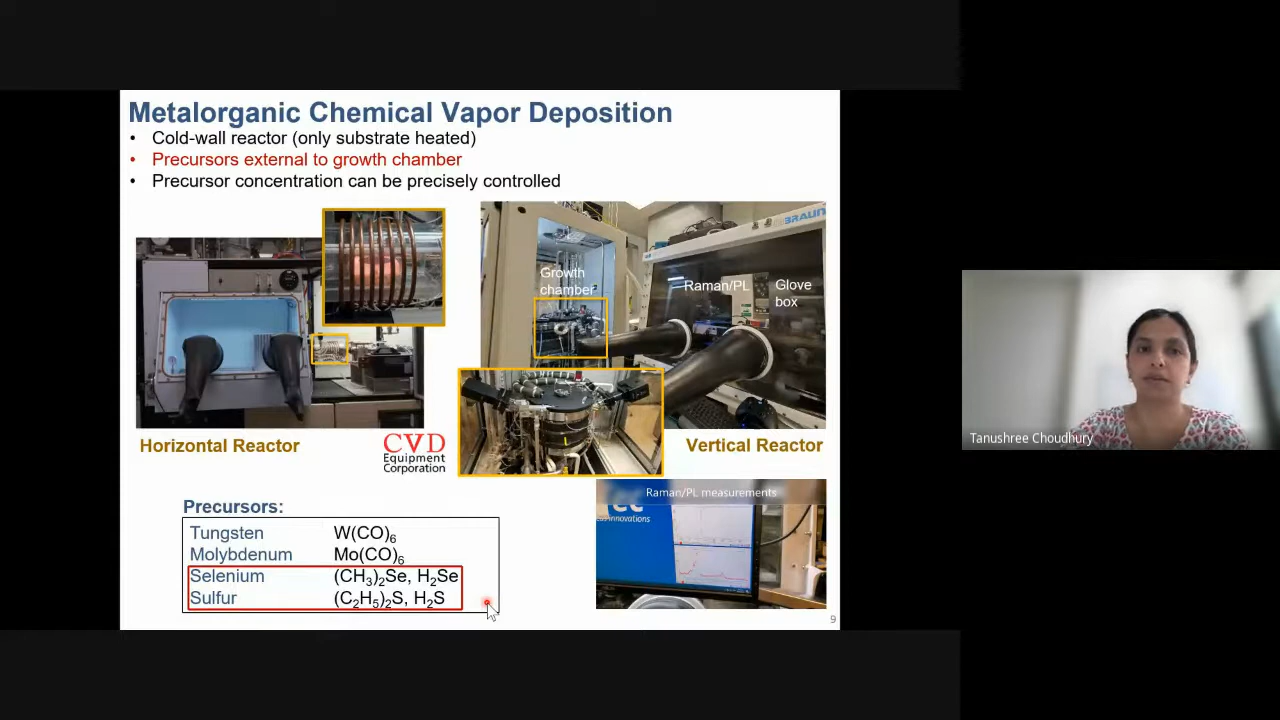 Metalorganic Chemical Vapor Deposition
• Cold-wall reactor (only substrate heated)
• Precursors external to growth chamber
• Precursor concentration can be precisely controlled
BRAUN
Growth
chamber
Raman/PL
Glove
box
Horizontal Reactor
CVD
Equipment
Corporation
Vertical Reactor
Raman/PL measurements
Precursors:
Tungsten W(CO)₆
Molybdenum Mo(CO)₆
Selenium (CH₃)₂Se, H₂Se
Sulfur (C₂H₅)₂S, H₂S
9
Tanushree Choudhury